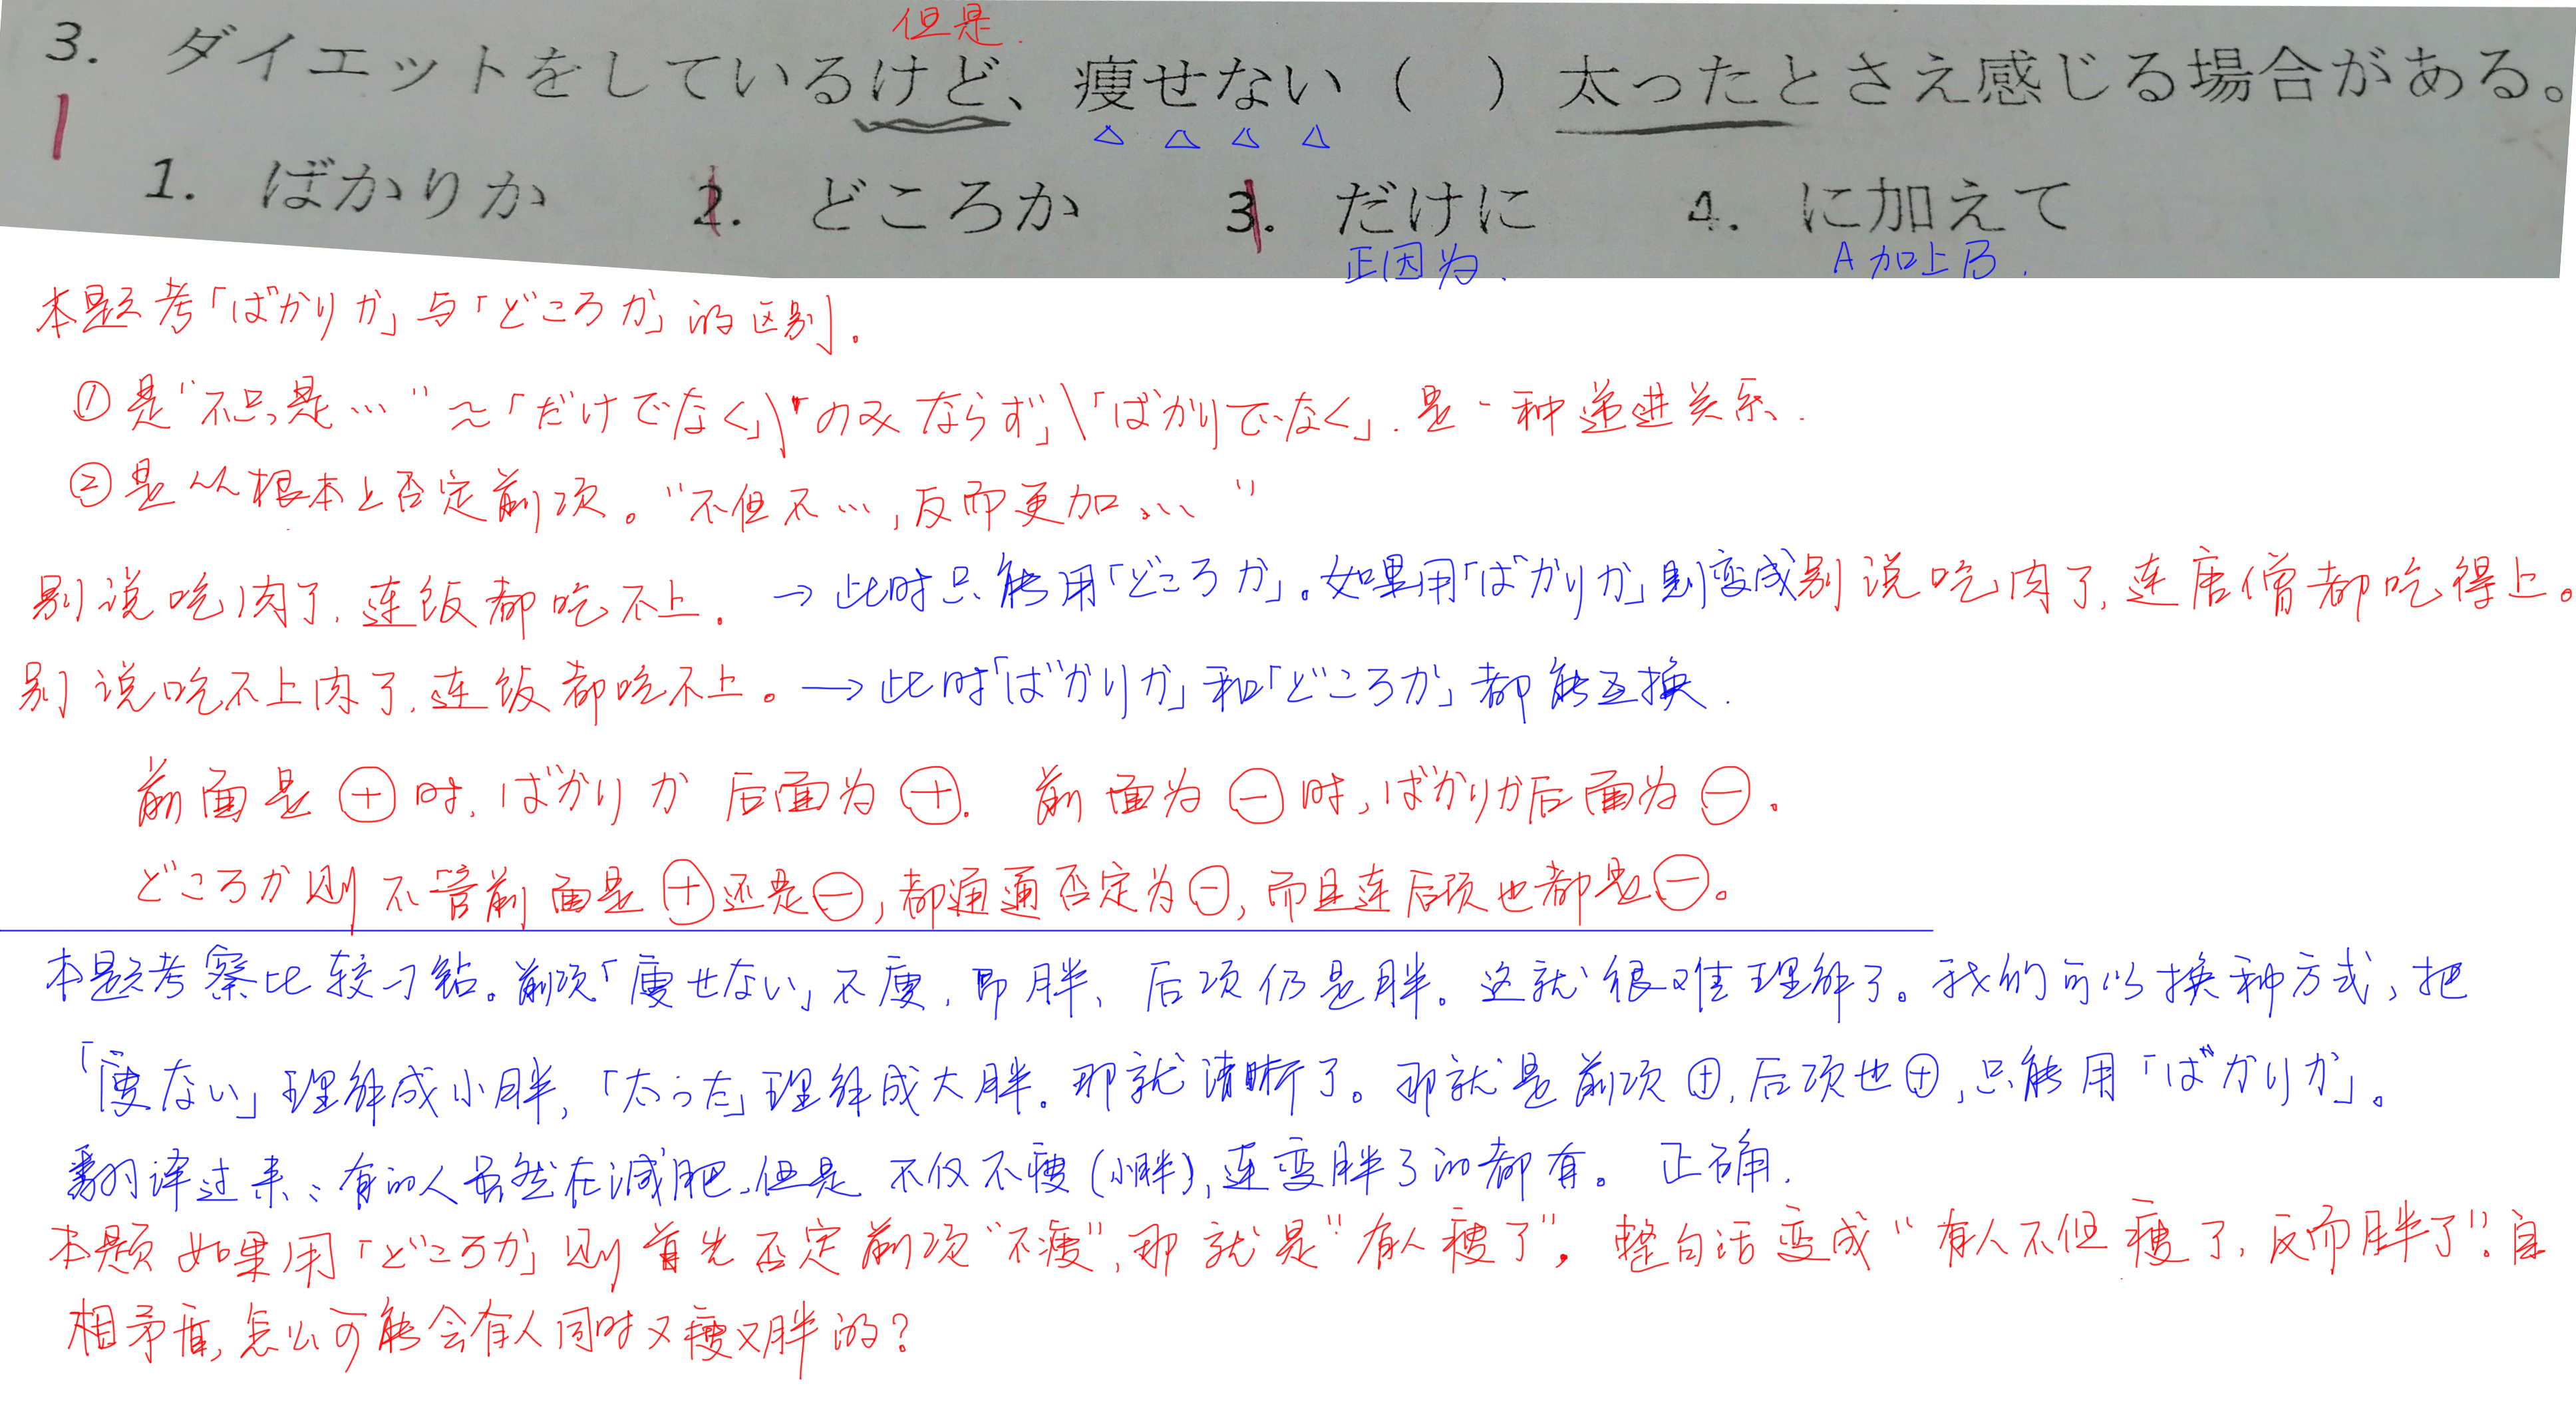 但是.
3. ダイエットをしているけど、痩せない（　）太ったとさえ感じる場合がある。
1
1. ばかりか 2. どころか 3. だけに 4. に加えて
正因为. A加上B.
本题考「ばかりか」与「どころか」的区别.
①是“不只是…”≈「だけでなく」\「のみならず」\「ばかりでなく」.是一种递进关系.
②是从根本上否定前项。“不但不…,反而更加…”
别说吃肉了,连饭都吃不上. →此时只能用「どころか」。如果用「ばかりか」则变成别说吃肉了,连唐僧都吃得上。
别说吃不上肉了,连饭都吃不上。→此时「ばかりか」和「どころか」都能互换.
前面是⊕时,ばかりか后面为⊕. 前面为⊖时,ばかりか后面为⊖.
どころか则不管前面是⊕还是⊖,都通通否定为⊖,而且连后项也都是⊖。
本题考察比较刁钻。前项「瘦せない」不瘦,即胖、后项仍是胖。这就很难理解了。我们可以换种方式,把
「瘦ない」理解成小胖,「太った」理解成大胖.那就清晰了。那就是前项⊕,后项也⊕,只能用「ばかりか」。
翻译过来:有的人虽然在减肥,但是不仅不瘦(小胖),连变胖了的都有。正确.
本题如果用「どころか」则首先否定前项“不瘦”,那就是“有人瘦了”。整句话变成“有人不但瘦了,反而胖了”.自
相矛盾,怎么可能会有人同时又瘦又胖的?